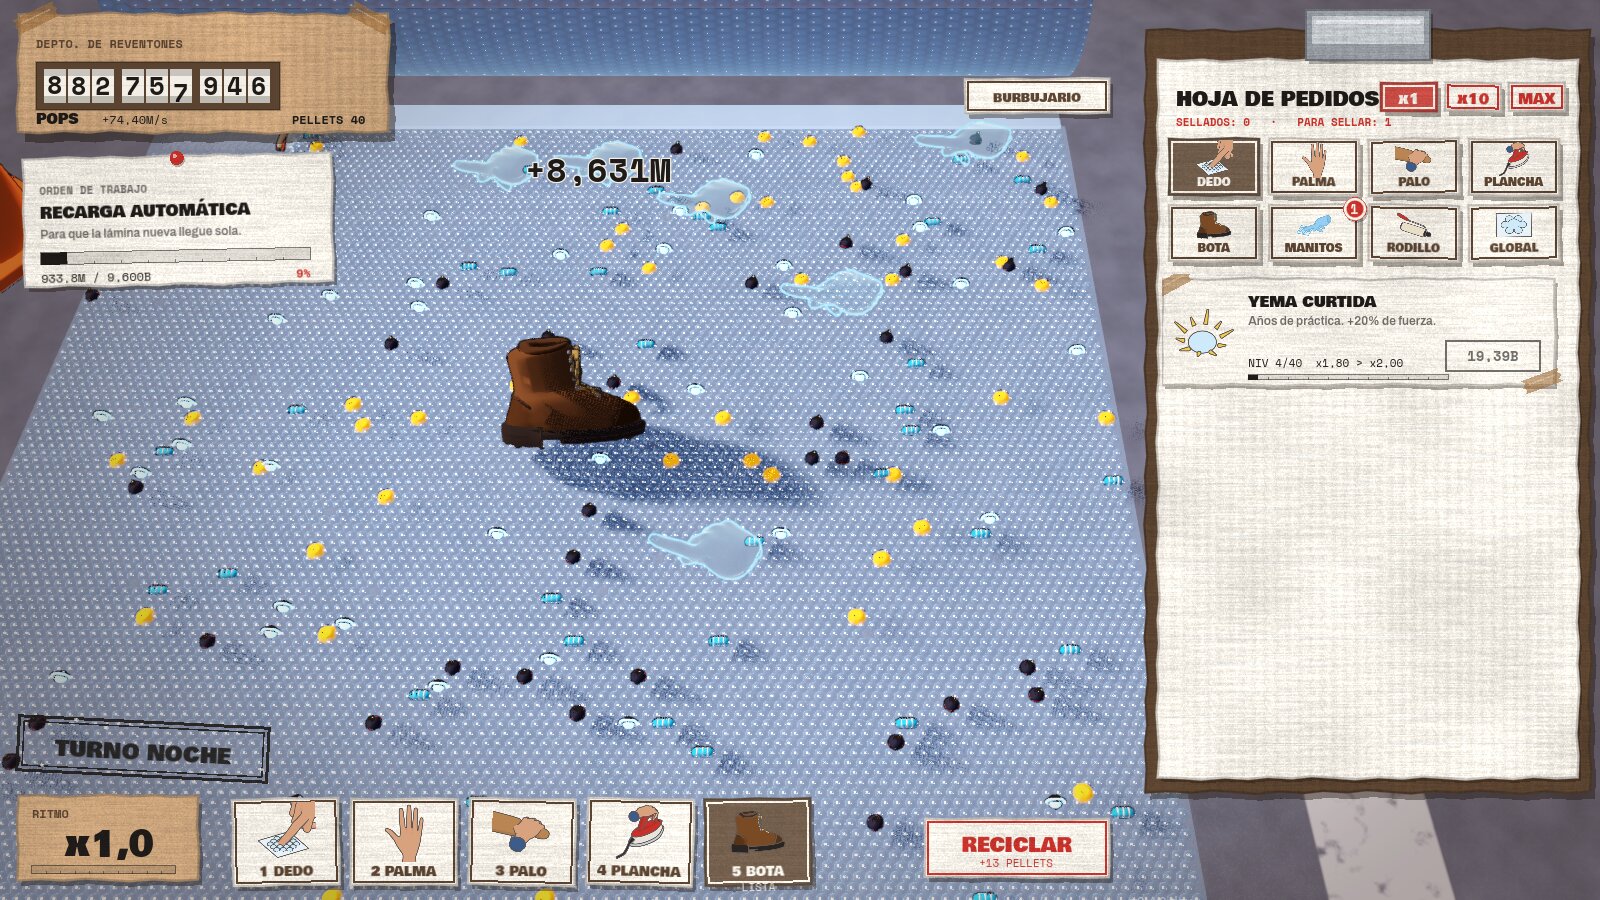 DEPTO. DE REVENTONES
882 757 946
POPS +74,40M/s PELLETS 40
ORDEN DE TRABAJO
RECARGA AUTOMÁTICA
Para que la lámina nueva llegue sola.
933.8M / 9.600B 9%
+8,631M
BURBUJARIO
HOJA DE PEDIDOS x1 x10 MAX
SELLADOS: 0 · PARA SELLAR: 1
DEDO PALMA PALO PLANCHA
1
BOTA MANITOS RODILLO GLOBAL
YEMA CURTIDA
Años de práctica. +20% de fuerza.
NIV 4/40 x1,80 > x2,00 19.39B
TURNO NOCHE
RITMO
x1,0
1 DEDO 2 PALMA 3 PALO 4 PLANCHA 5 BOTA
LISTA
RECICLAR
+13 PELLETS